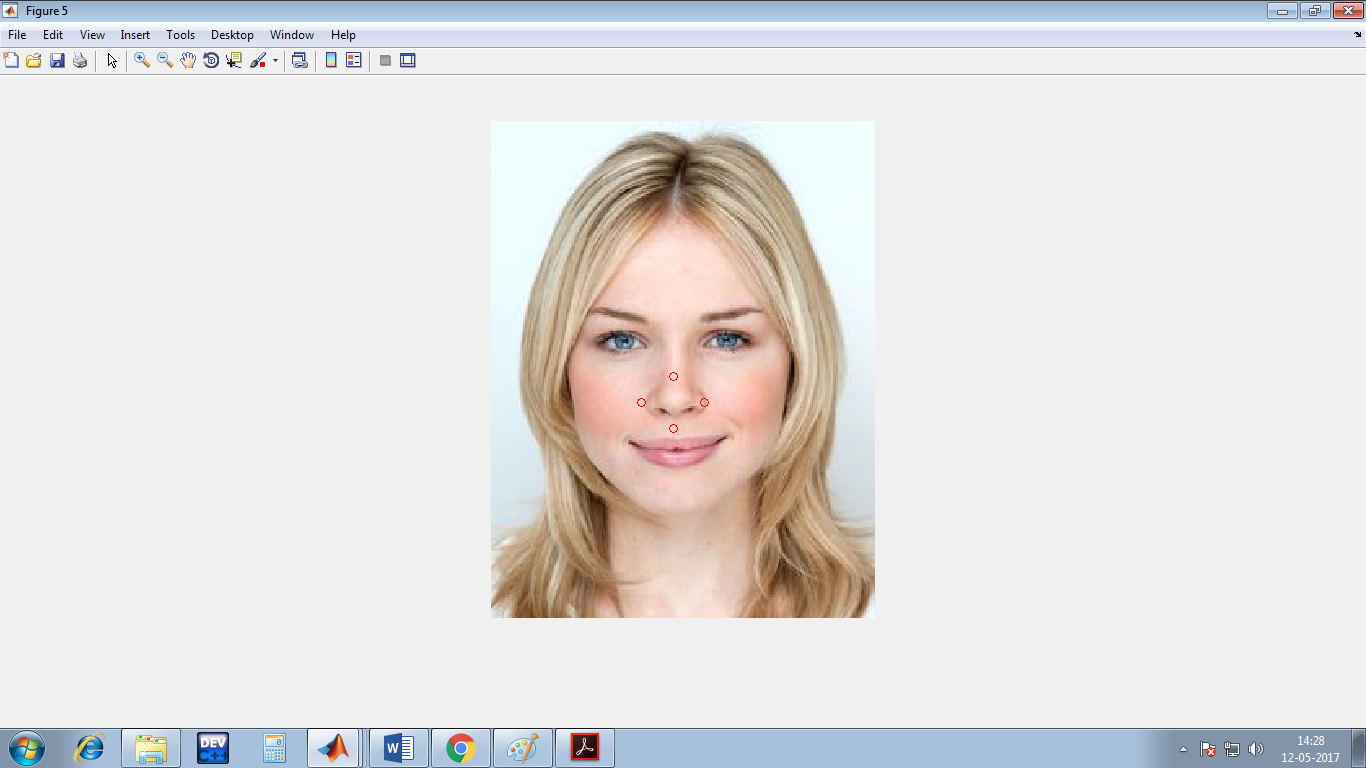 Figure 5
File Edit View Insert Tools Desktop Window Help
DEV
C++
W
14:28
12-05-2017